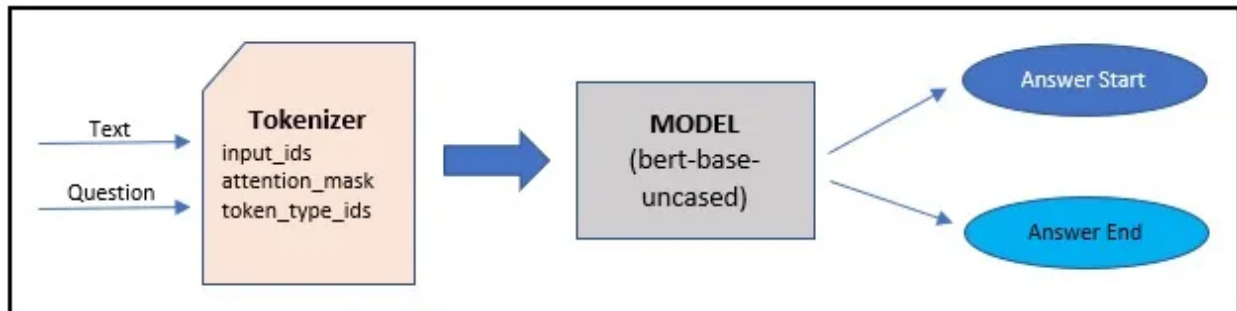 Text
Question
Tokenizer
input_ids
attention_mask
token_type_ids
MODEL
(bert-base-
uncased)
Answer Start
Answer End